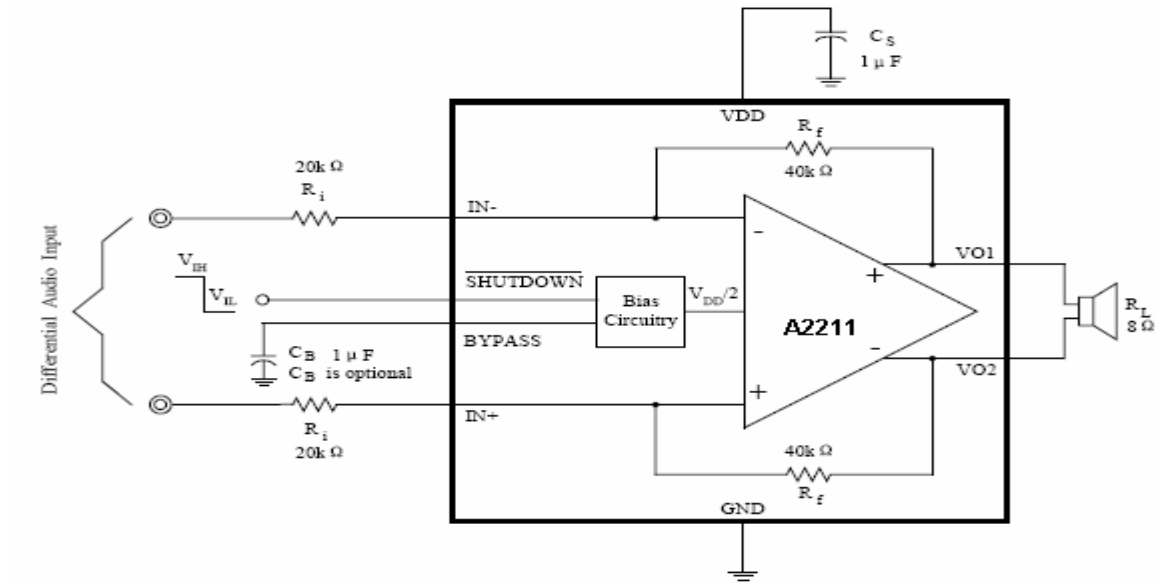 C S
1 μ F
VDD
R f
40k Ω
20k Ω
R i
IN-
-
VO1
+
Differential Audio Input
V IH
V IL
SHUTDOWN
Bias
Circuitry
V DD/2
A2211
R L
8 Ω
BYPASS
C B 1 μ F
C B is optional
-
VO2
+
IN+
R i
20k Ω
40k Ω
R f
GND